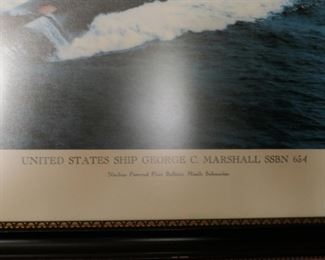 UNITED STATES SHIP GEORGE C. MARSHALL SSBN 654
Nuclear Powered Fleet Ballistic Missile Submarine